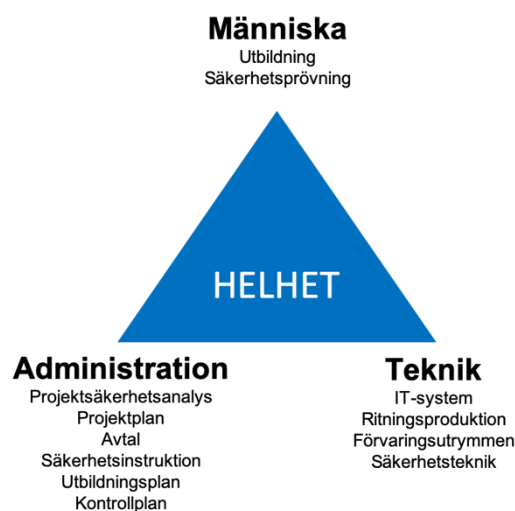 Människa
Utbildning
Säkerhetsprövning
HELHET
Administration
Projektsäkerhetsanalys
Projektplan
Avtal
Säkerhetsinstruktion
Utbildningsplan
Kontrollplan
Teknik
IT-system
Ritningsproduktion
Förvaringsutrymmen
Säkerhetsteknik